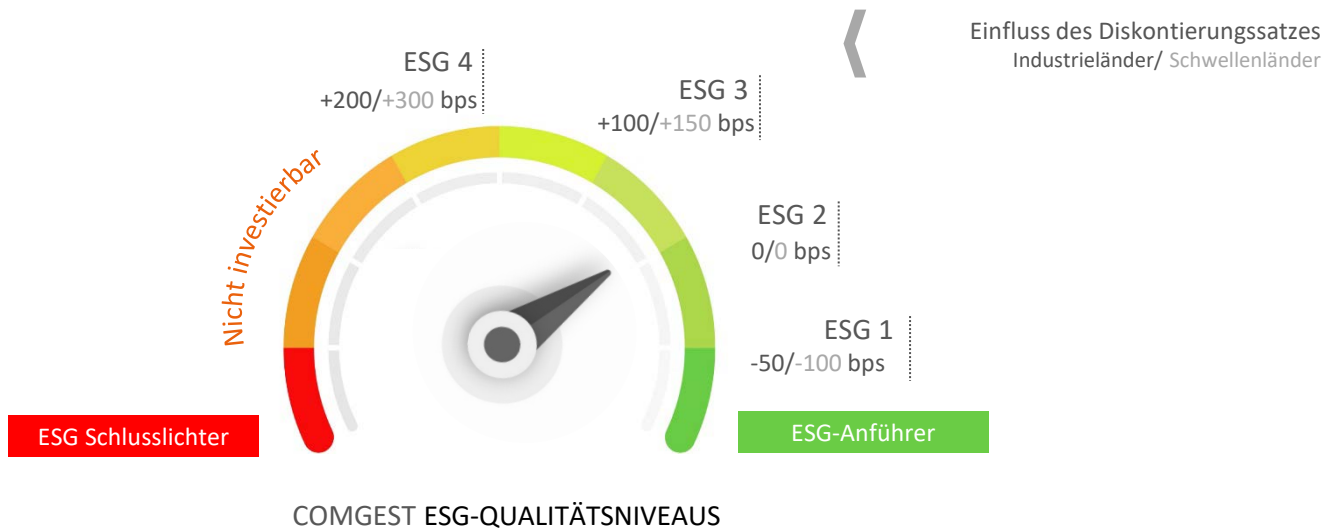 Einfluss des Diskontierungssatzes
Industrieländer/ Schwellenländer
ESG 4
+200/+300 bps
ESG 3
+100/+150 bps
Nicht investierbar
ESG 2
0/0 bps
ESG 1
-50/-100 bps
ESG Schlusslichter
ESG-Anführer
COMGEST ESG-QUALITÄTSNIVEAUS